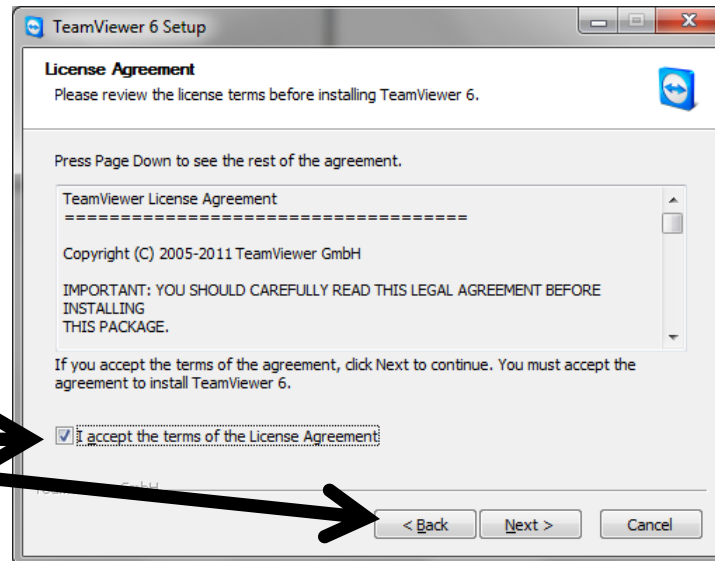 TeamViewer 6 Setup
License Agreement
Please review the license terms before installing TeamViewer 6.
Press Page Down to see the rest of the agreement.
TeamViewer License Agreement
====================================
Copyright (C) 2005-2011 TeamViewer GmbH
IMPORTANT: YOU SHOULD CAREFULLY READ THIS LEGAL AGREEMENT BEFORE
INSTALLING
THIS PACKAGE.
If you accept the terms of the agreement, click Next to continue. You must accept the
agreement to install TeamViewer 6.
I accept the terms of the License Agreement
GmbH
< Back Next > Cancel